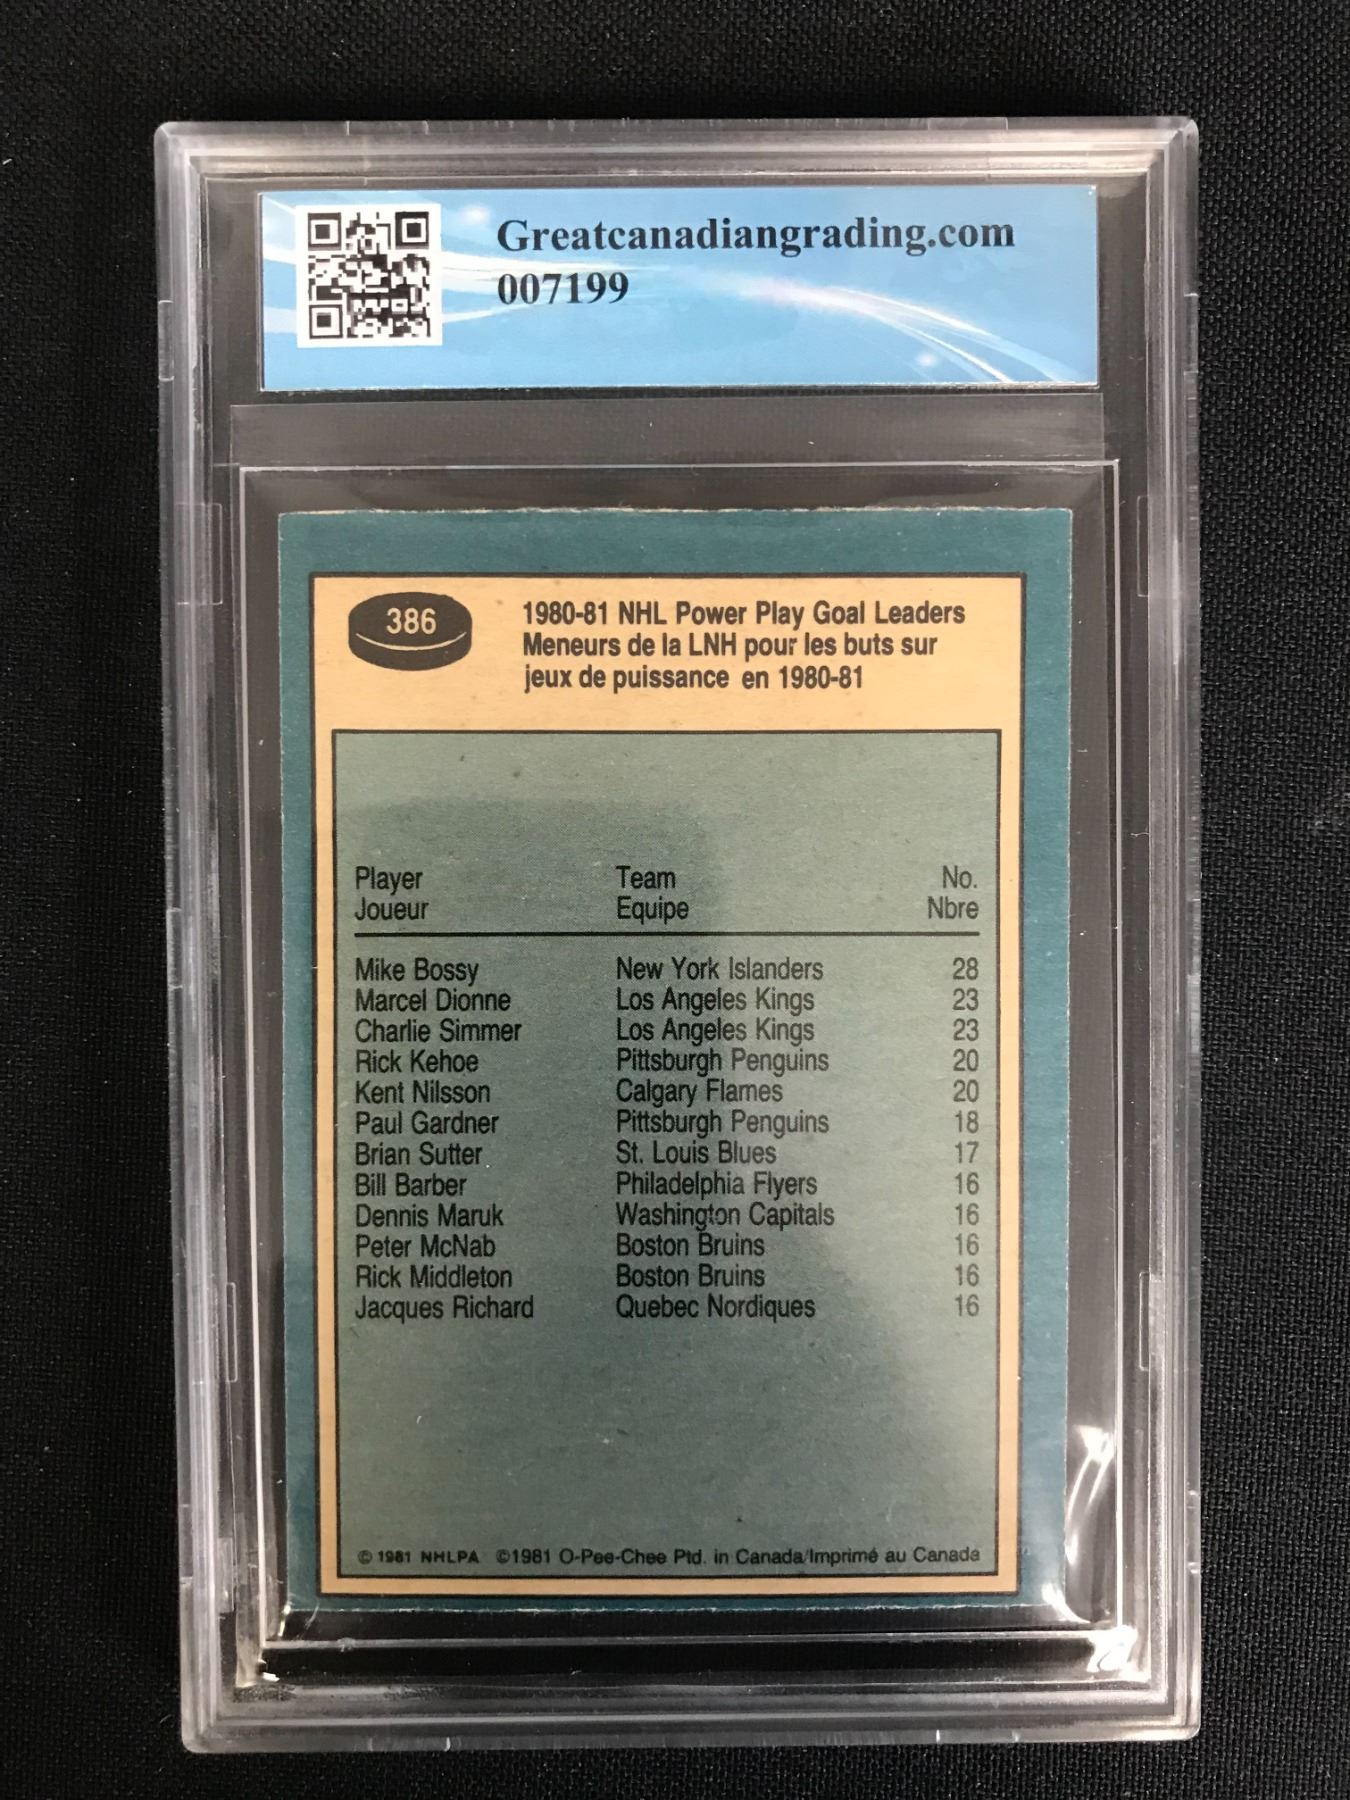 Greatcanadiangrading.com
007199
386
1980-81 NHL Power Play Goal Leaders
Meneurs de la LNH pour les buts sur
jeux de puissance en 1980-81
Player Team No.
Joueur Equipe Nbre
Mike Bossy New York Islanders 28
Marcel Dionne Los Angeles Kings 23
Charlie Simmer Los Angeles Kings 23
Rick Kehoe Pittsburgh Penguins 20
Kent Nilsson Calgary Flames 20
Paul Gardner Pittsburgh Penguins 18
Brian Sutter St. Louis Blues 17
Bill Barber Philadelphia Flyers 16
Dennis Maruk Washington Capitals 16
Peter McNab Boston Bruins 16
Rick Middleton Boston Bruins 16
Jacques Richard Quebec Nordiques 16
© 1981 NHLPA ©1981 O-Pee-Chee Ptd. in Canada/Imprimé au Canada